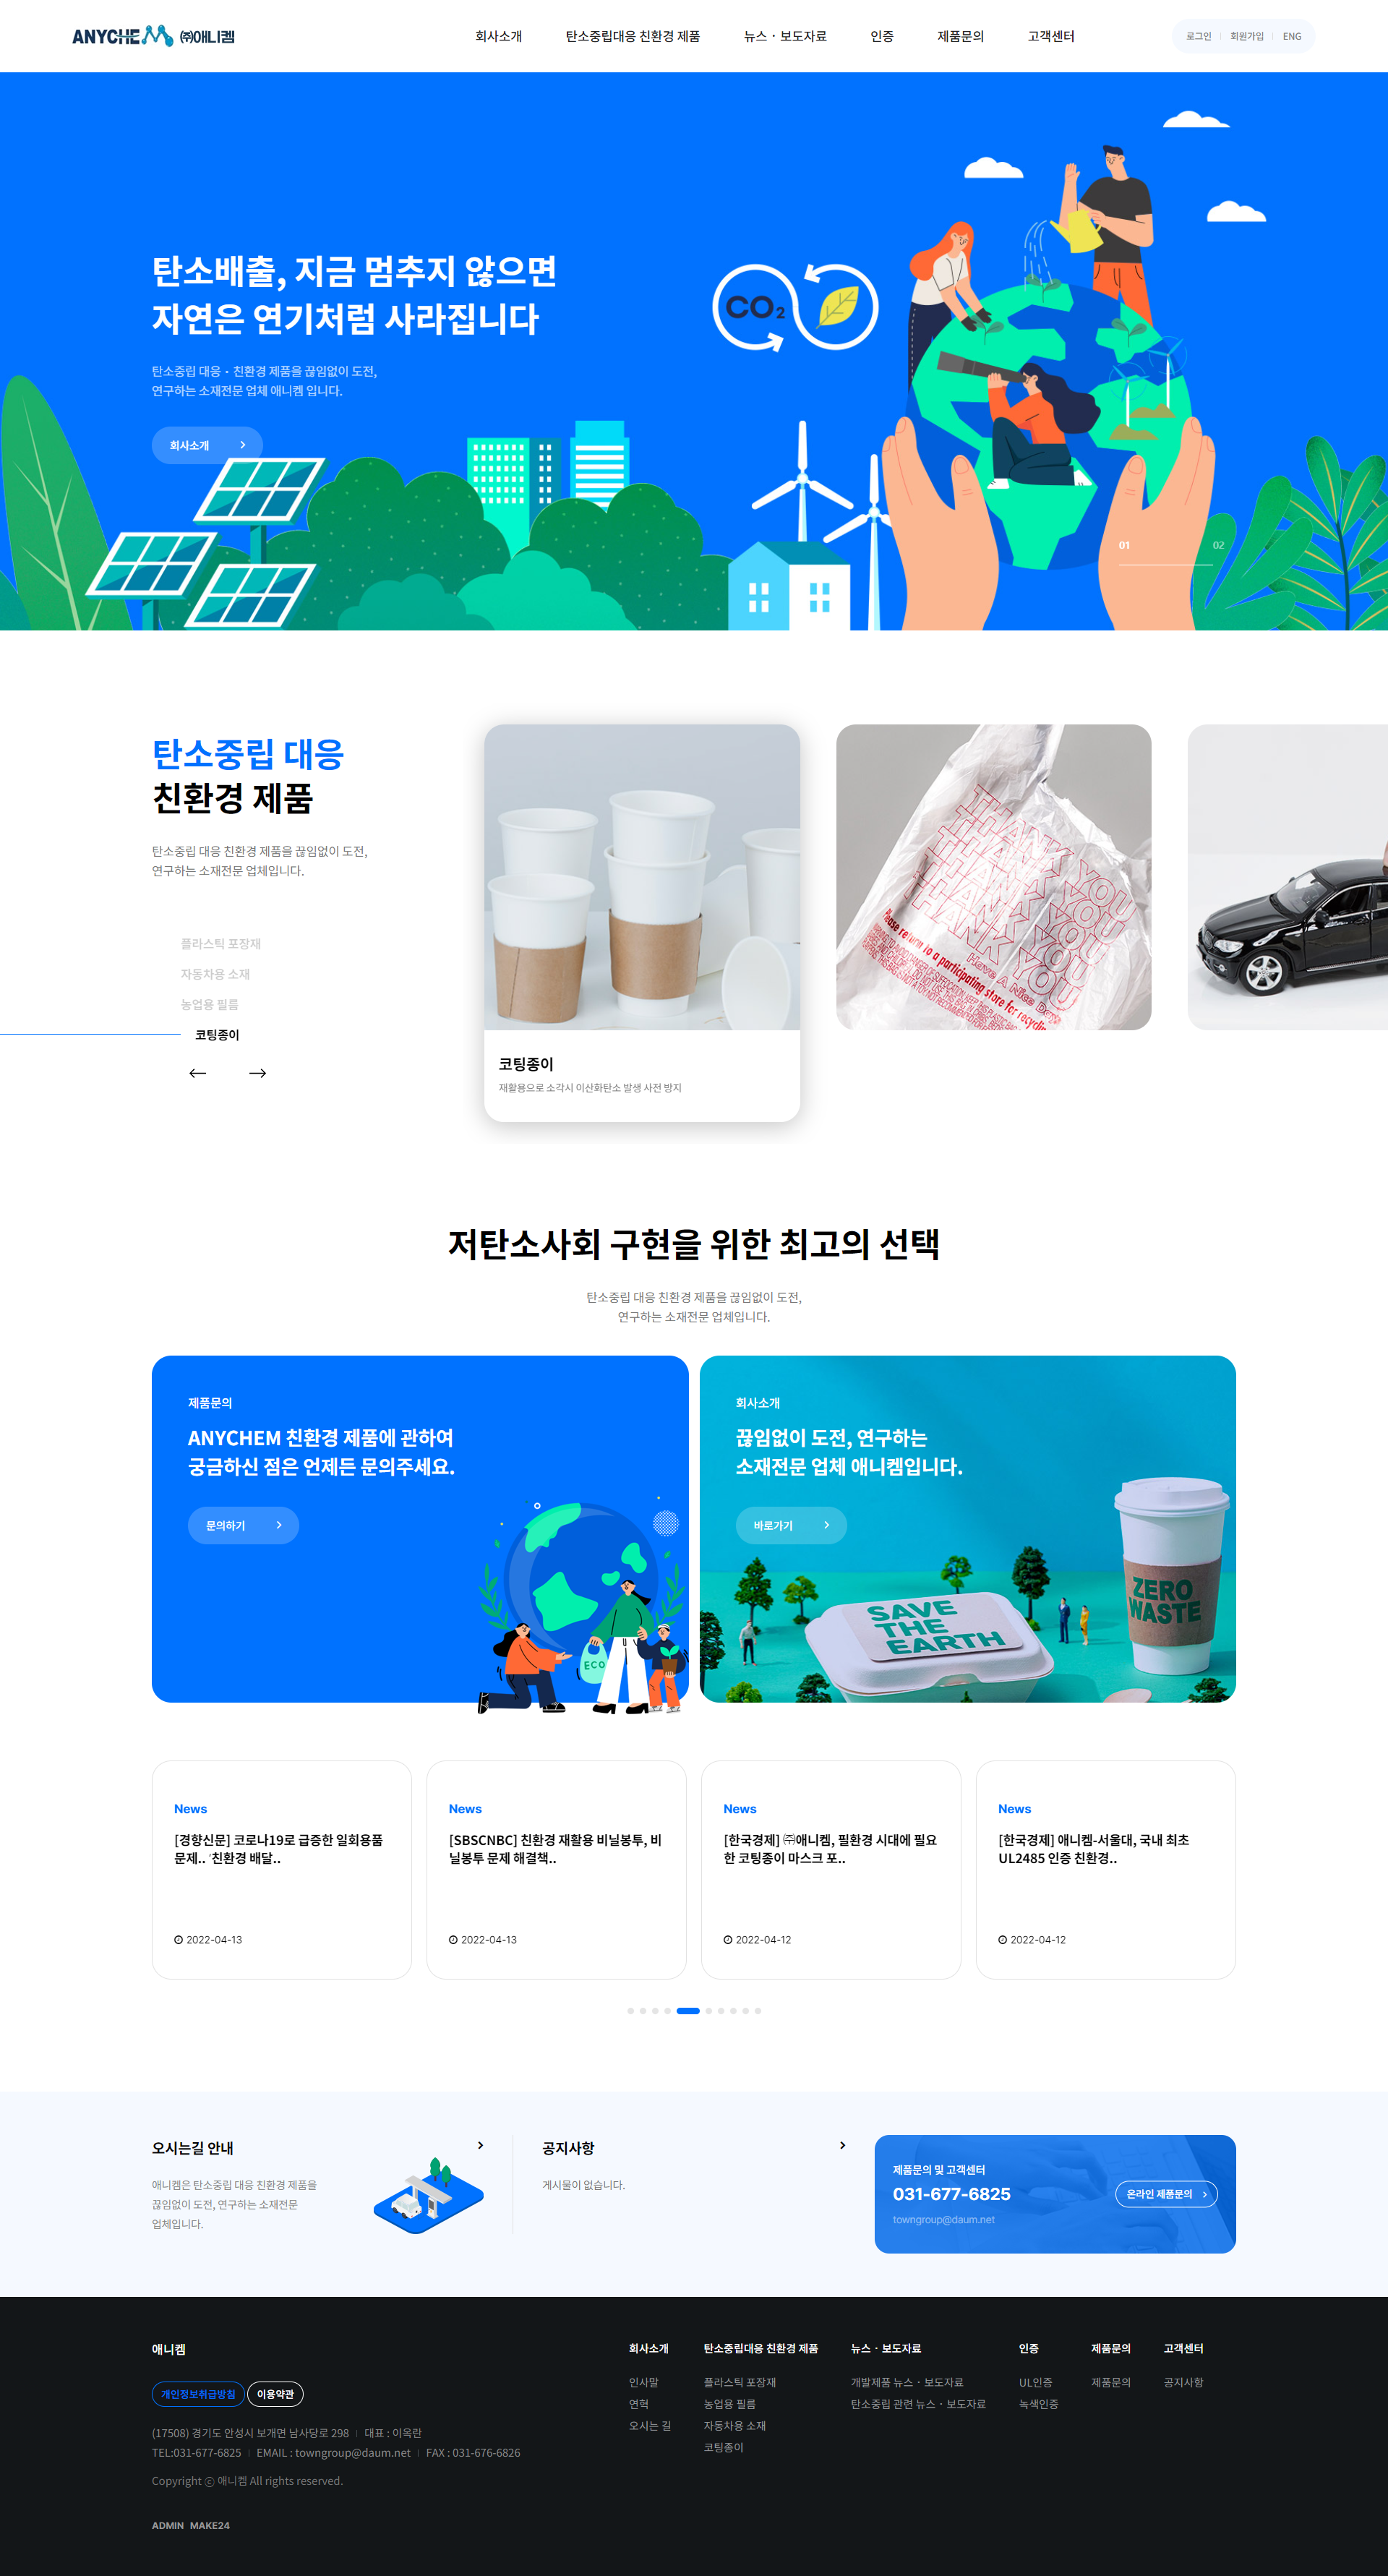 ANYCHEM ㈜애니켐
회사소개 탄소중립대응 친환경 제품 뉴스・보도자료 인증 제품문의 고객센터
로그인 회원가입 ENG
탄소배출, 지금 멈추지 않으면
자연은 연기처럼 사라집니다
CO2
탄소중립 대응・친환경 제품을 끊임없이 도전,
연구하는 소재전문 업체 애니켐 입니다.
회사소개
01 02
탄소중립 대응
친환경 제품
탄소중립 대응 친환경 제품을 끊임없이 도전,
연구하는 소재전문 업체입니다.
플라스틱 포장재
자동차용 소재
농업용 필름
코팅종이
코팅종이
재활용으로 소각시 이산화탄소 발생 사전 방지
THANK YOU
THANK YOU
THANK YOU
THANK YOU
Have A Nice Day
Please return to a participating store for recycling
저탄소사회 구현을 위한 최고의 선택
탄소중립 대응 친환경 제품을 끊임없이 도전,
연구하는 소재전문 업체입니다.
제품문의
ANYCHEM 친환경 제품에 관하여
궁금하신 점은 언제든 문의주세요.
문의하기
ECO
회사소개
끊임없이 도전, 연구하는
소재전문 업체 애니켐입니다.
바로가기
SAVE
THE
EARTH
ZERO
WASTE
News
[경향신문] 코로나19로 급증한 일회용품
문제.. ‘친환경 배달..
2022-04-13
News
[SBSCNBC] 친환경 재활용 비닐봉투, 비
닐봉투 문제 해결책..
2022-04-13
News
[한국경제] ㈜애니켐, 필환경 시대에 필요
한 코팅종이 마스크 포..
2022-04-12
News
[한국경제] 애니켐-서울대, 국내 최초
UL2485 인증 친환경..
2022-04-12
오시는길 안내
애니켐은 탄소중립 대응 친환경 제품을
끊임없이 도전, 연구하는 소재전문
업체입니다.
공지사항
게시물이 없습니다.
제품문의 및 고객센터
031-677-6825
towngroup@daum.net
온라인 제품문의
애니켐
개인정보취급방침 이용약관
(17508) 경기도 안성시 보개면 남사당로 298 대표 : 이옥란
TEL:031-677-6825 EMAIL : towngroup@daum.net FAX : 031-676-6826
Copyright ⓒ 애니켐 All rights reserved.
ADMIN MAKE24
회사소개
인사말
연혁
오시는 길
탄소중립대응 친환경 제품
플라스틱 포장재
농업용 필름
자동차용 소재
코팅종이
뉴스・보도자료
개발제품 뉴스・보도자료
탄소중립 관련 뉴스・보도자료
인증
UL인증
녹색인증
제품문의
제품문의
고객센터
공지사항